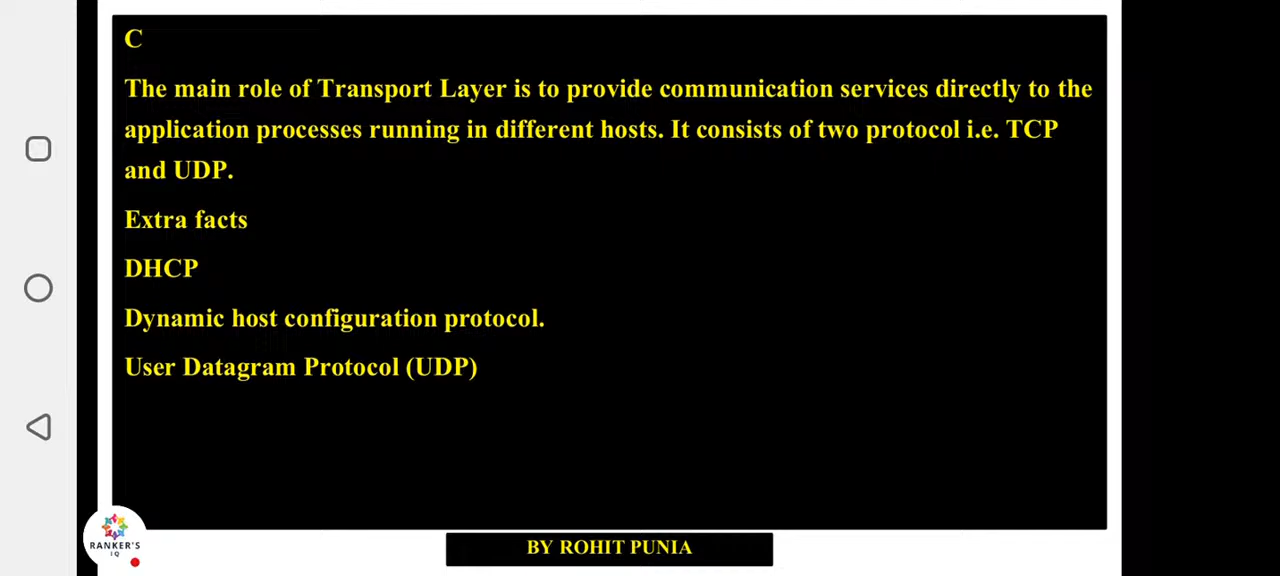 C
The main role of Transport Layer is to provide communication services directly to the
application processes running in different hosts. It consists of two protocol i.e. TCP
and UDP.
Extra facts
DHCP
Dynamic host configuration protocol.
User Datagram Protocol (UDP)
RANKER'S
IQ
BY ROHIT PUNIA